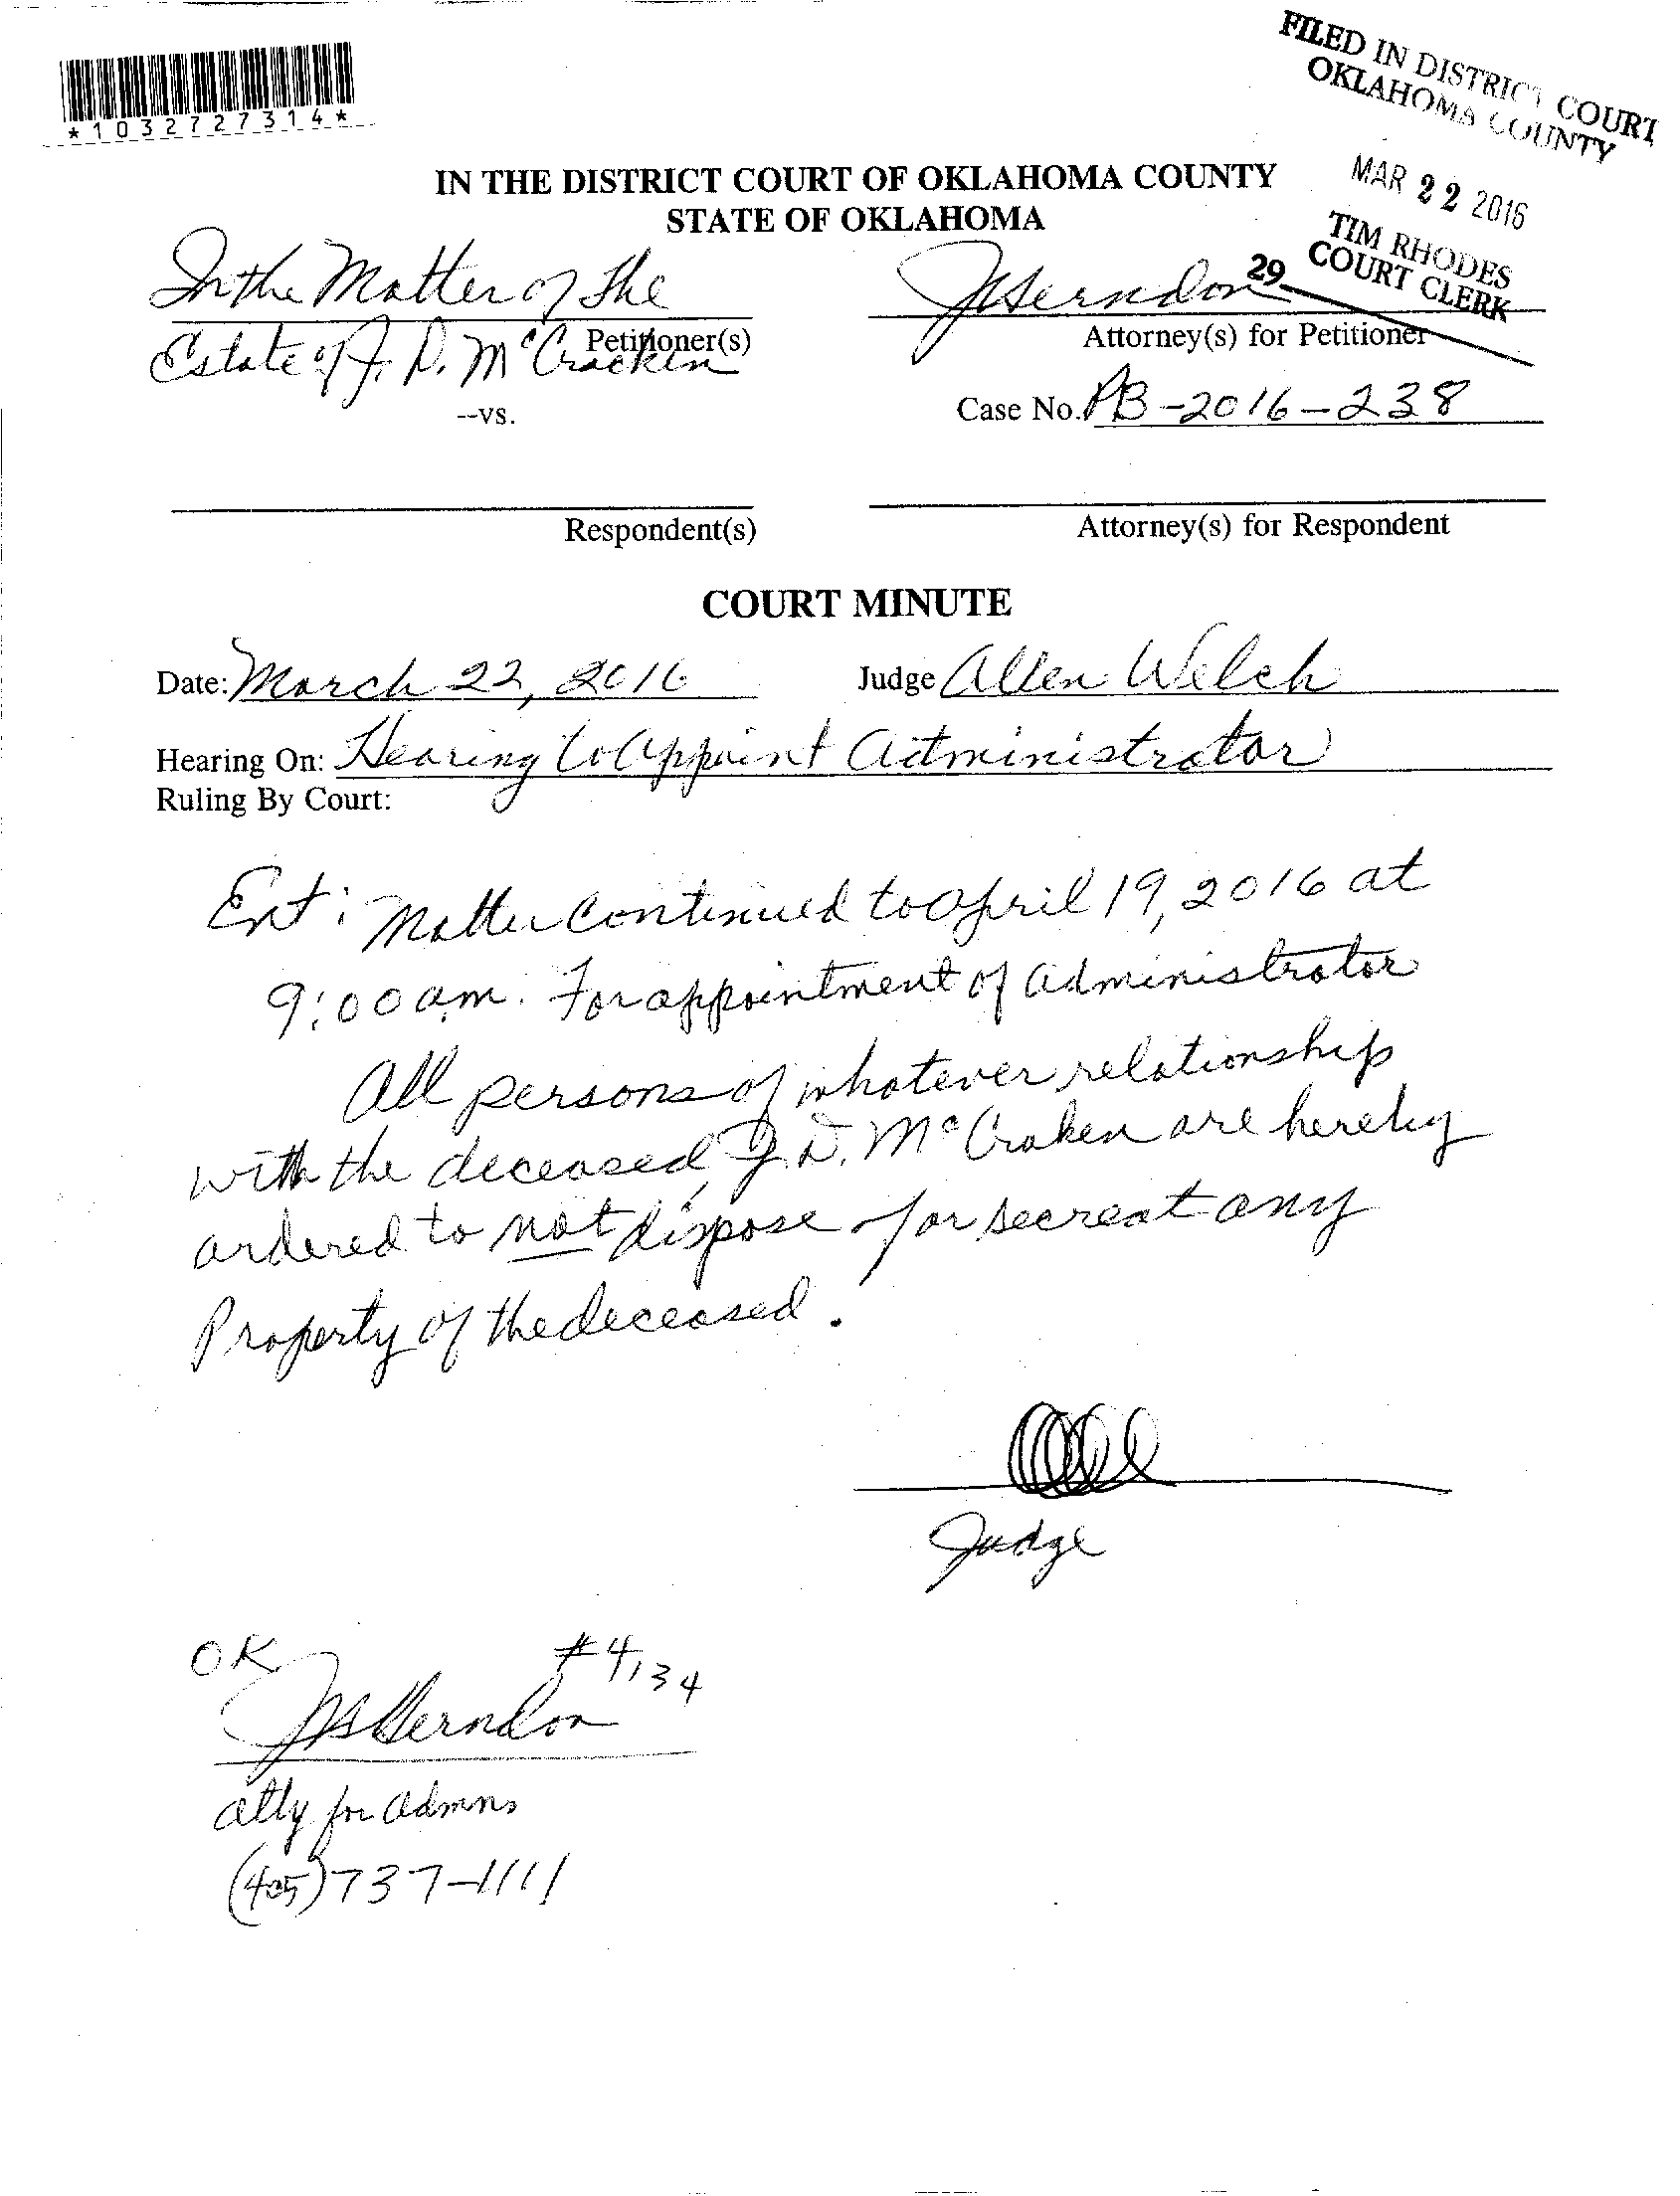 *1032727314*
FILED IN DISTRICT COURT
OKLAHOMA COUNTY
MAR 22 2016
TIM RHODES
COURT CLERK
29
IN THE DISTRICT COURT OF OKLAHOMA COUNTY
STATE OF OKLAHOMA
In the Matter of the
Herndon
Petitioner(s)
Attorney(s) for Petitioner
Estate of J. D. McCracken
--vs.
Case No. PB-2016-238
Respondent(s)
Attorney(s) for Respondent
COURT MINUTE
Date: March 22, 2016 Judge Allen Welch
Hearing On: Hearing to Appoint Administrator
Ruling By Court:
Ent: Matter continued to April 19, 2016 at
9:00 am. For appointment of administrator
All persons of whatever relationship
with the deceased, J.D. McCraken are hereby
ordered to not dispose of or secreat any
Property of the deceased.
Judge
OK #4134
Herndon
atty for admns
(405)737-1111